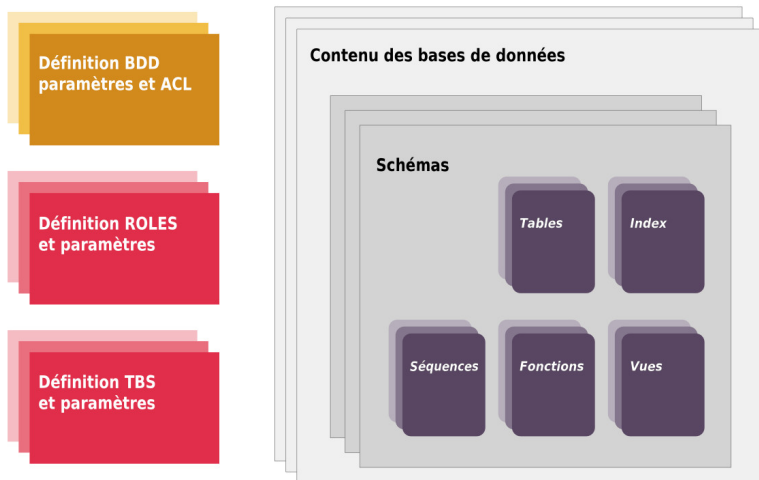 Définition BDD
paramètres et ACL
Définition ROLES
et paramètres
Définition TBS
et paramètres
Contenu des bases de données
Schémas
Tables
Index
Séquences
Fonctions
Vues